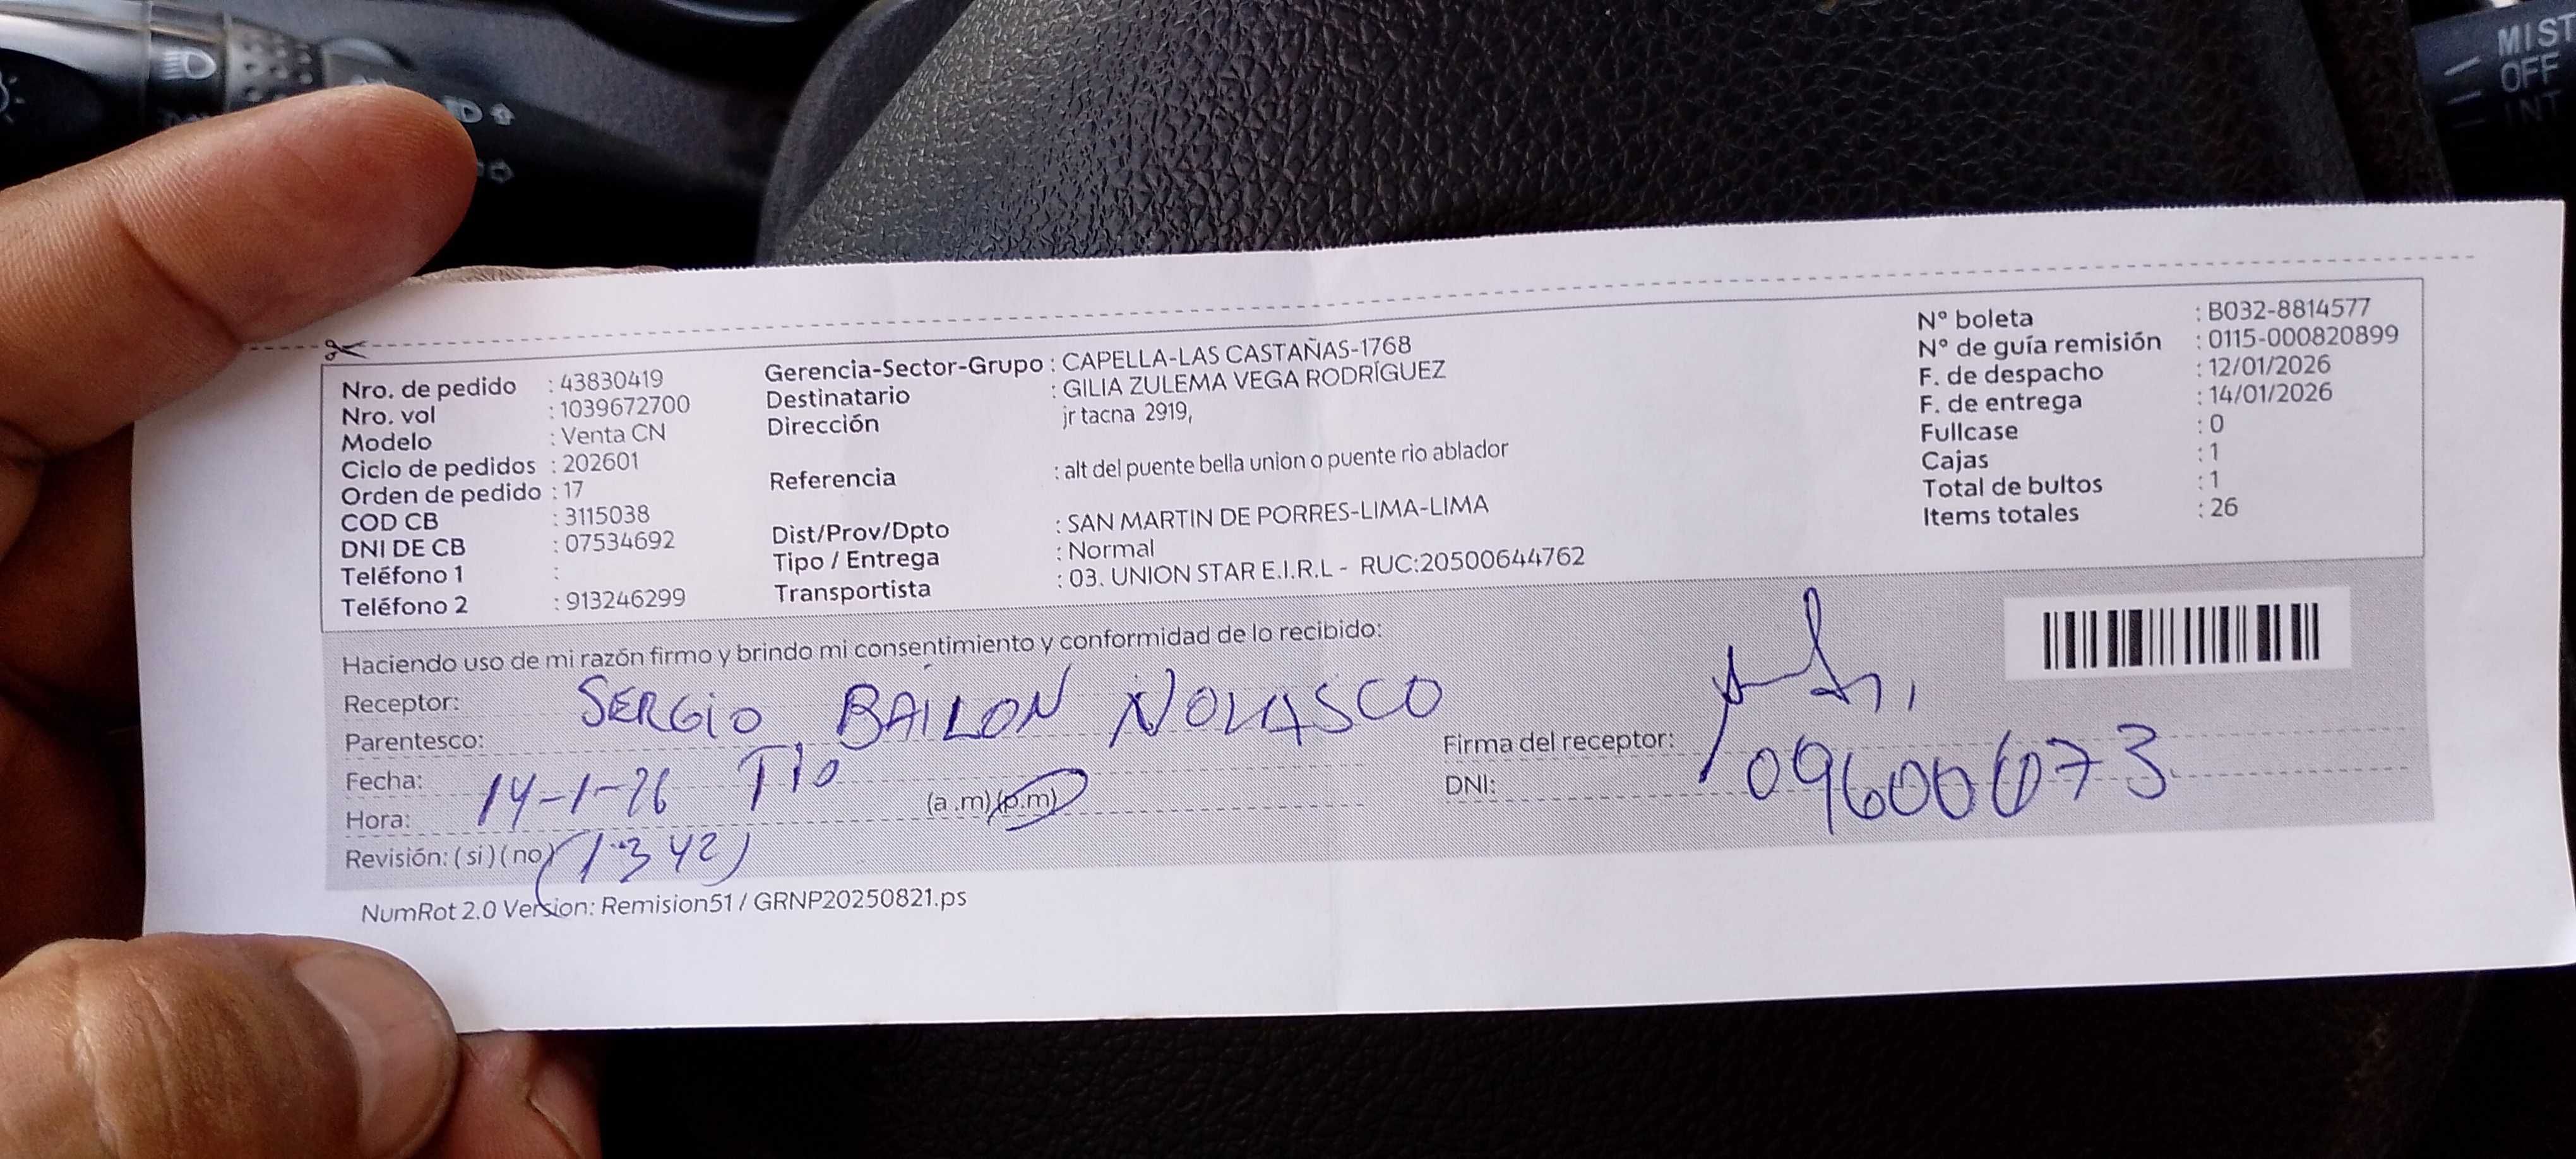 Nro. de pedido : 43830419
Nro. vol : 1039672700
Modelo : Venta CN
Ciclo de pedidos : 202601
Orden de pedido : 17
COD CB : 3115038
DNI DE CB : 07534692
Teléfono 1 :
Teléfono 2 : 913246299
Gerencia-Sector-Grupo : CAPELLA-LAS CASTAÑAS-1768
Destinatario : GILIA ZULEMA VEGA RODRÍGUEZ
Dirección jr tacna 2919,
Referencia : alt del puente bella union o puente rio ablador
Dist/Prov/Dpto : SAN MARTIN DE PORRES-LIMA-LIMA
Tipo / Entrega : Normal
Transportista : 03. UNION STAR E.I.R.L - RUC:20500644762
N° boleta : B032-8814577
N° de guía remisión : 0115-000820899
F. de despacho : 12/01/2026
F. de entrega : 14/01/2026
Fullcase : 0
Cajas : 1
Total de bultos : 1
Items totales : 26
Haciendo uso de mi razón firmo y brindo mi consentimiento y conformidad de lo recibido:
Receptor: SERGIO BAILON NOLASCO
Parentesco: TIO
Fecha: 14-1-26
Hora: (a.m)(p.m)
Revisión: (si)(no) (1342)
Firma del receptor:
DNI: 09600073
NumRot 2.0 Version: Remision51 / GRNP20250821.ps
MIST
OFF
INT